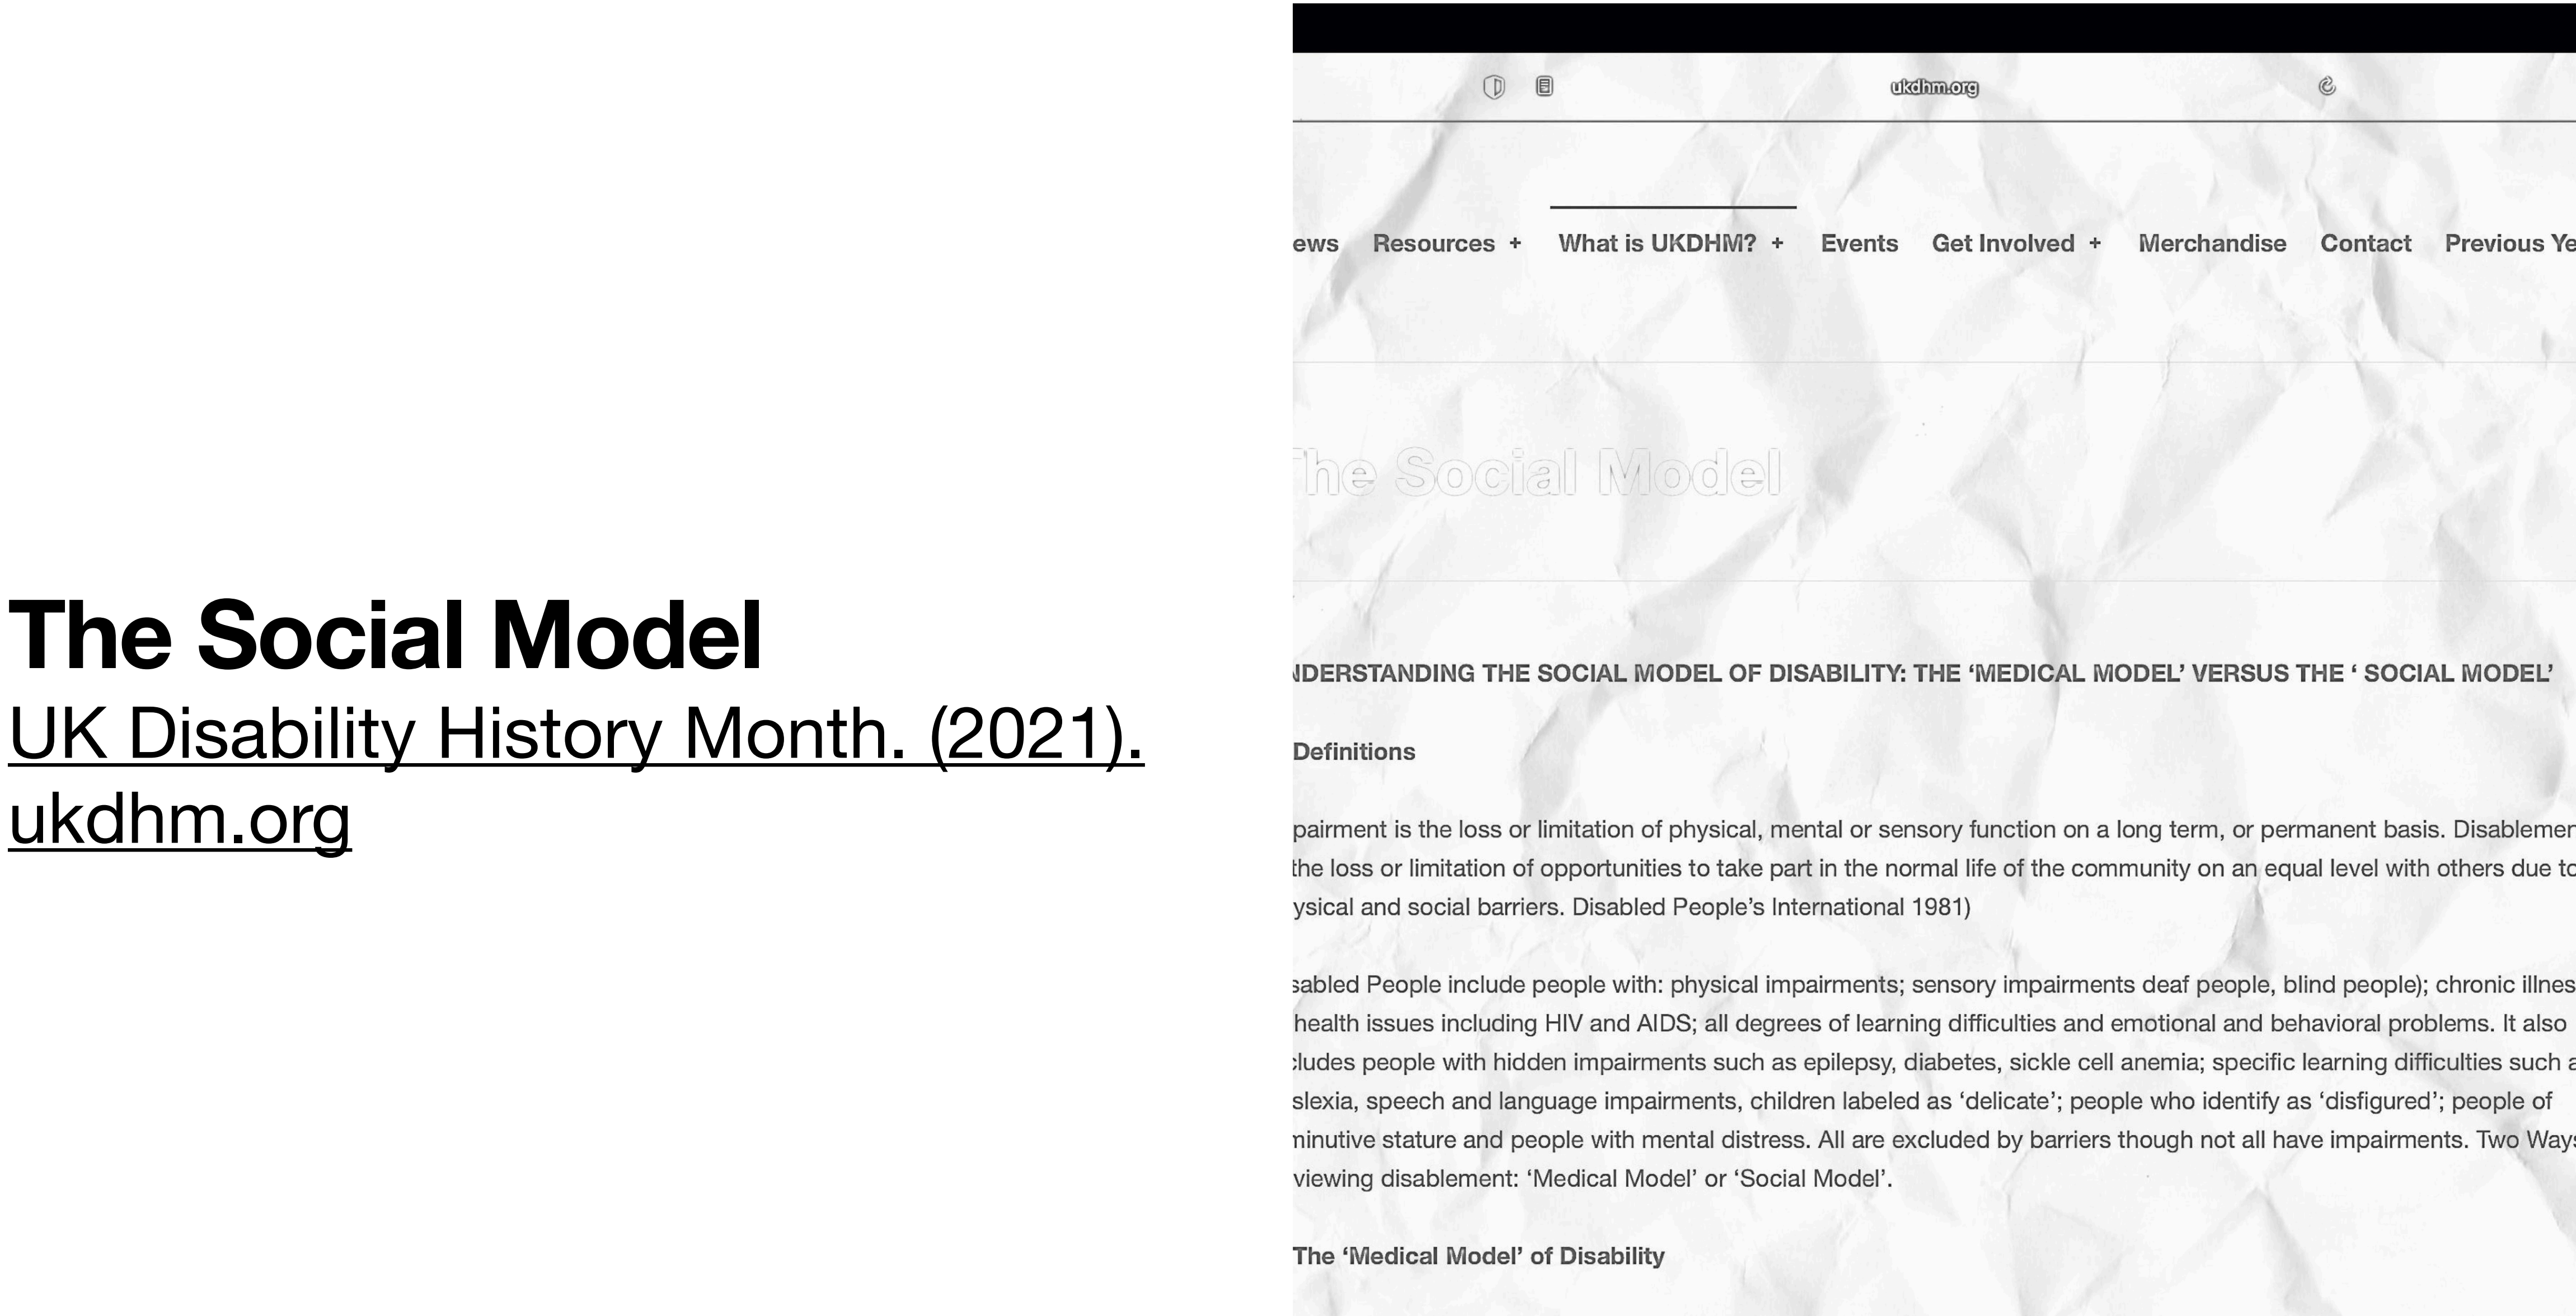 The Social Model
UK Disability History Month. (2021).
ukdhm.org
ukdhm.org
ews Resources + What is UKDHM? + Events Get Involved + Merchandise Contact Previous Ye
The Social Model
NDERSTANDING THE SOCIAL MODEL OF DISABILITY: THE ‘MEDICAL MODEL’ VERSUS THE ‘ SOCIAL MODEL’
Definitions
pairment is the loss or limitation of physical, mental or sensory function on a long term, or permanent basis. Disablemen
the loss or limitation of opportunities to take part in the normal life of the community on an equal level with others due to
ysical and social barriers. Disabled People’s International 1981)
sabled People include people with: physical impairments; sensory impairments deaf people, blind people); chronic illnes
health issues including HIV and AIDS; all degrees of learning difficulties and emotional and behavioral problems. It also
cludes people with hidden impairments such as epilepsy, diabetes, sickle cell anemia; specific learning difficulties such a
slexia, speech and language impairments, children labeled as ‘delicate’; people who identify as ‘disfigured’; people of
minutive stature and people with mental distress. All are excluded by barriers though not all have impairments. Two Ways
viewing disablement: ‘Medical Model’ or ‘Social Model’.
The ‘Medical Model’ of Disability